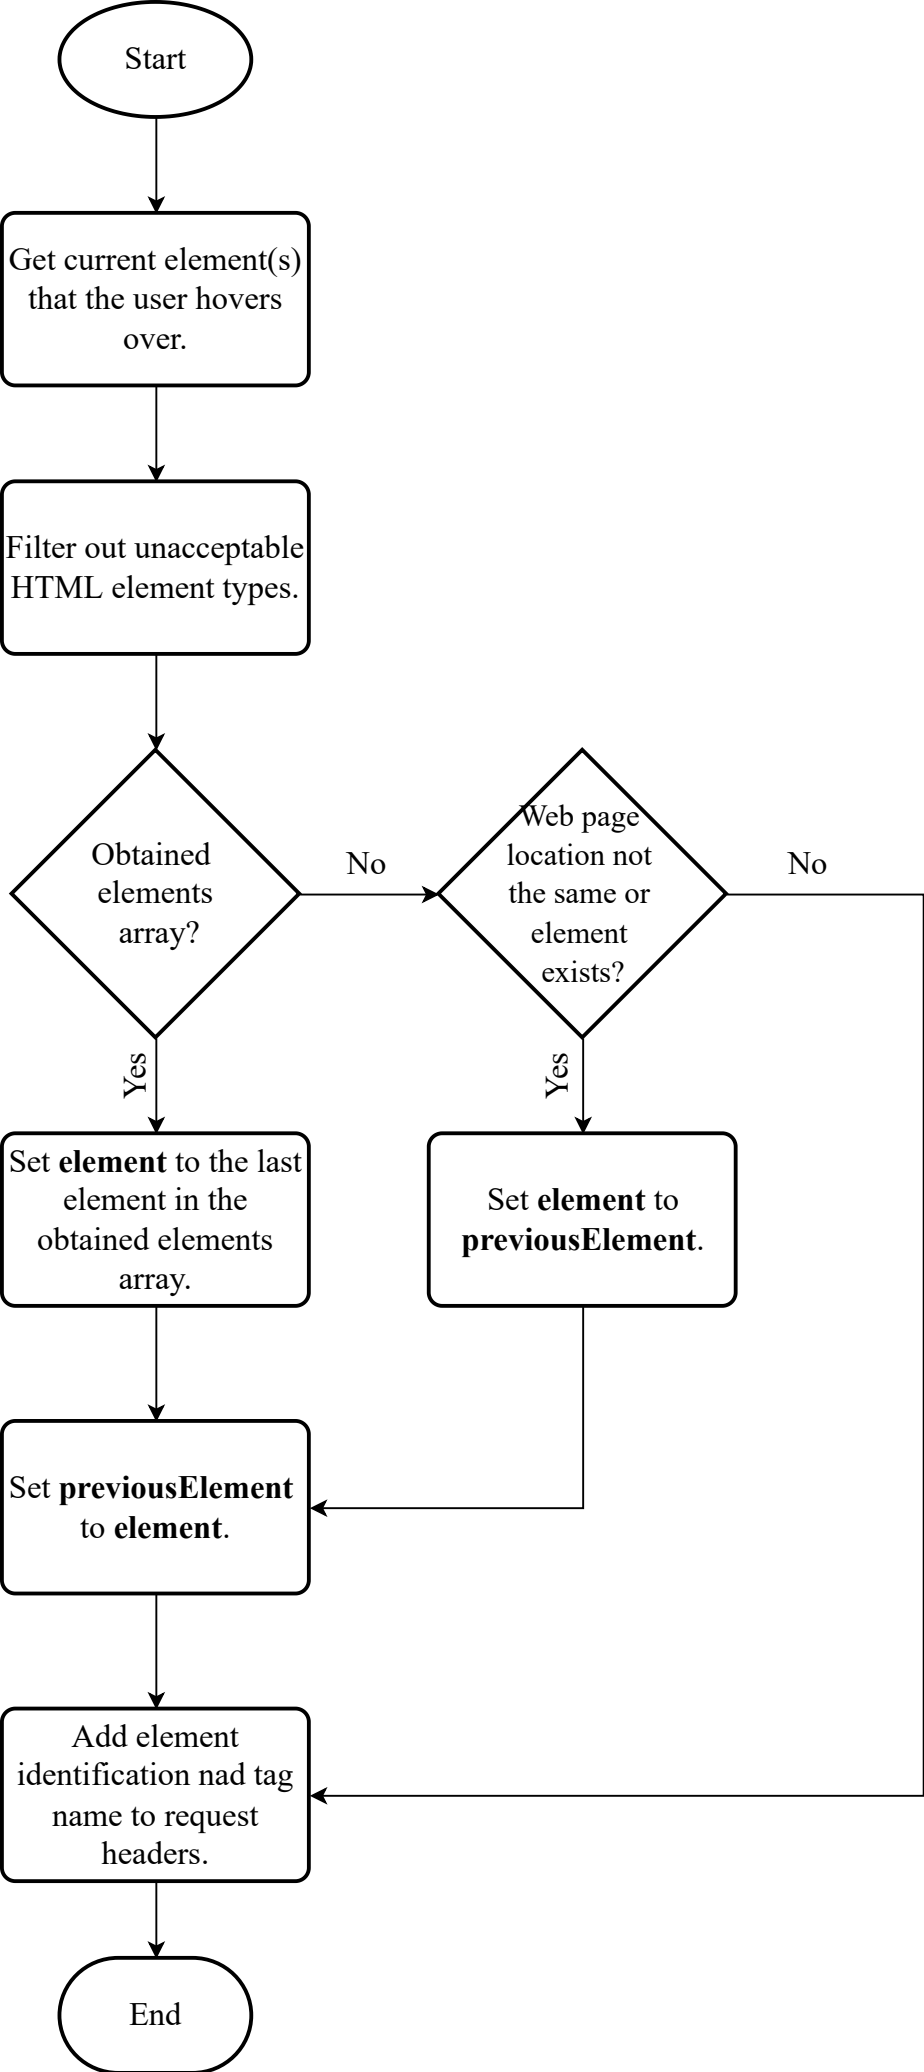 Start
Get current element(s)
that the user hovers
over.
Filter out unacceptable
HTML element types.
Obtained
elements
array?
No
Web page
location not
the same or
element
exists?
No
Yes
Yes
Set element to the last
element in the
obtained elements
array.
Set element to
previousElement.
Set previousElement
to element.
Add element
identification nad tag
name to request
headers.
End